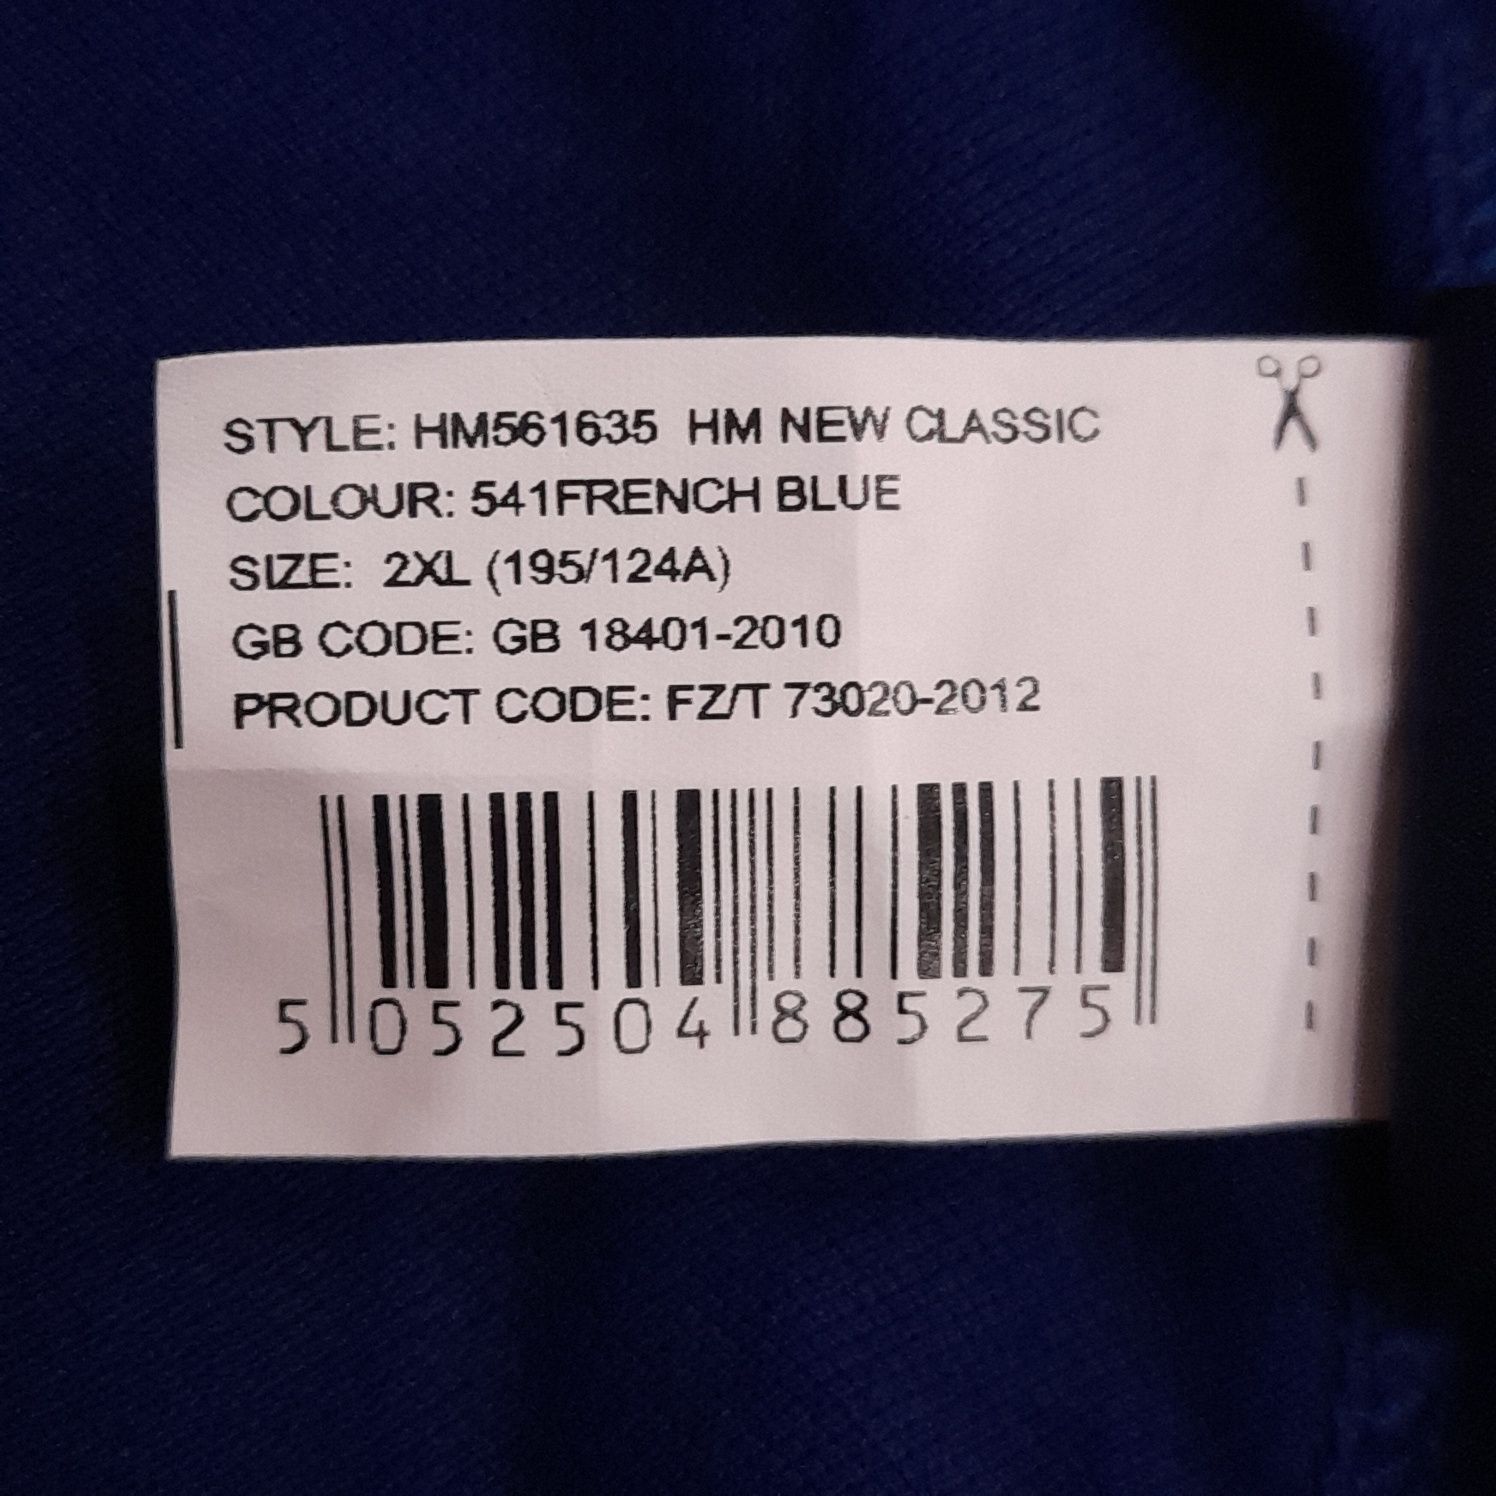 STYLE: HM561635 HM NEW CLASSIC
COLOUR: 541FRENCH BLUE
SIZE: 2XL (195/124A)
GB CODE: GB 18401-2010
PRODUCT CODE: FZ/T 73020-2012
5 052504 885275